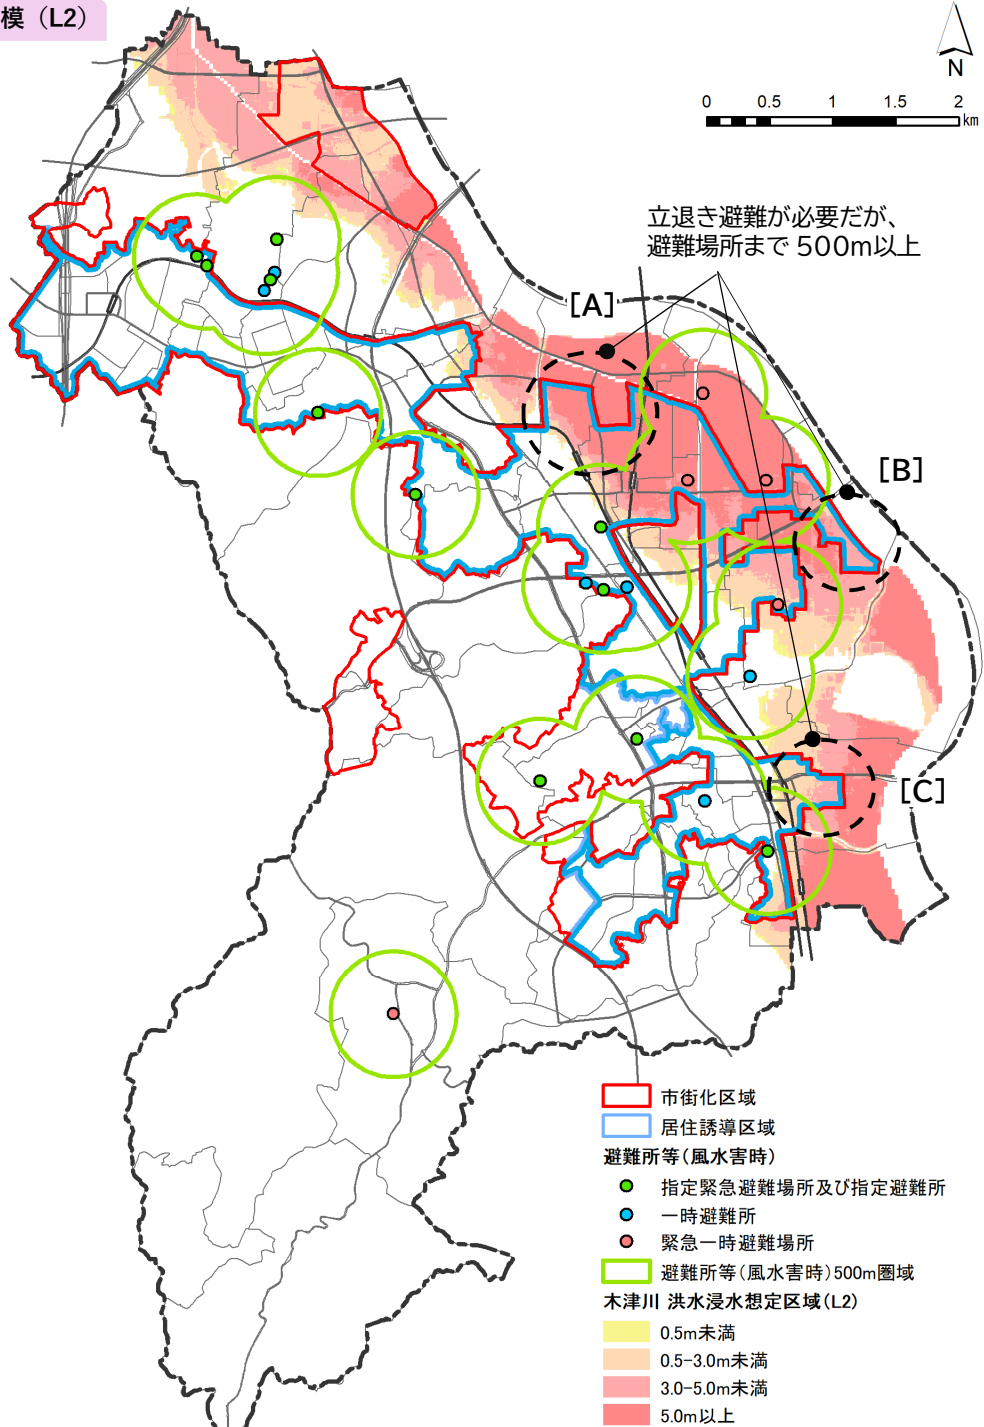 模（L2）
N
0 0.5 1 1.5 2
km
立退き避難が必要だが、
避難場所まで 500m以上
[A]
[B]
[C]
市街化区域
居住誘導区域
避難所等(風水害時)
指定緊急避難場所及び指定避難所
一時避難所
緊急一時避難場所
避難所等(風水害時)500m圏域
木津川 洪水浸水想定区域(L2)
0.5m未満
0.5-3.0m未満
3.0-5.0m未満
5.0m以上